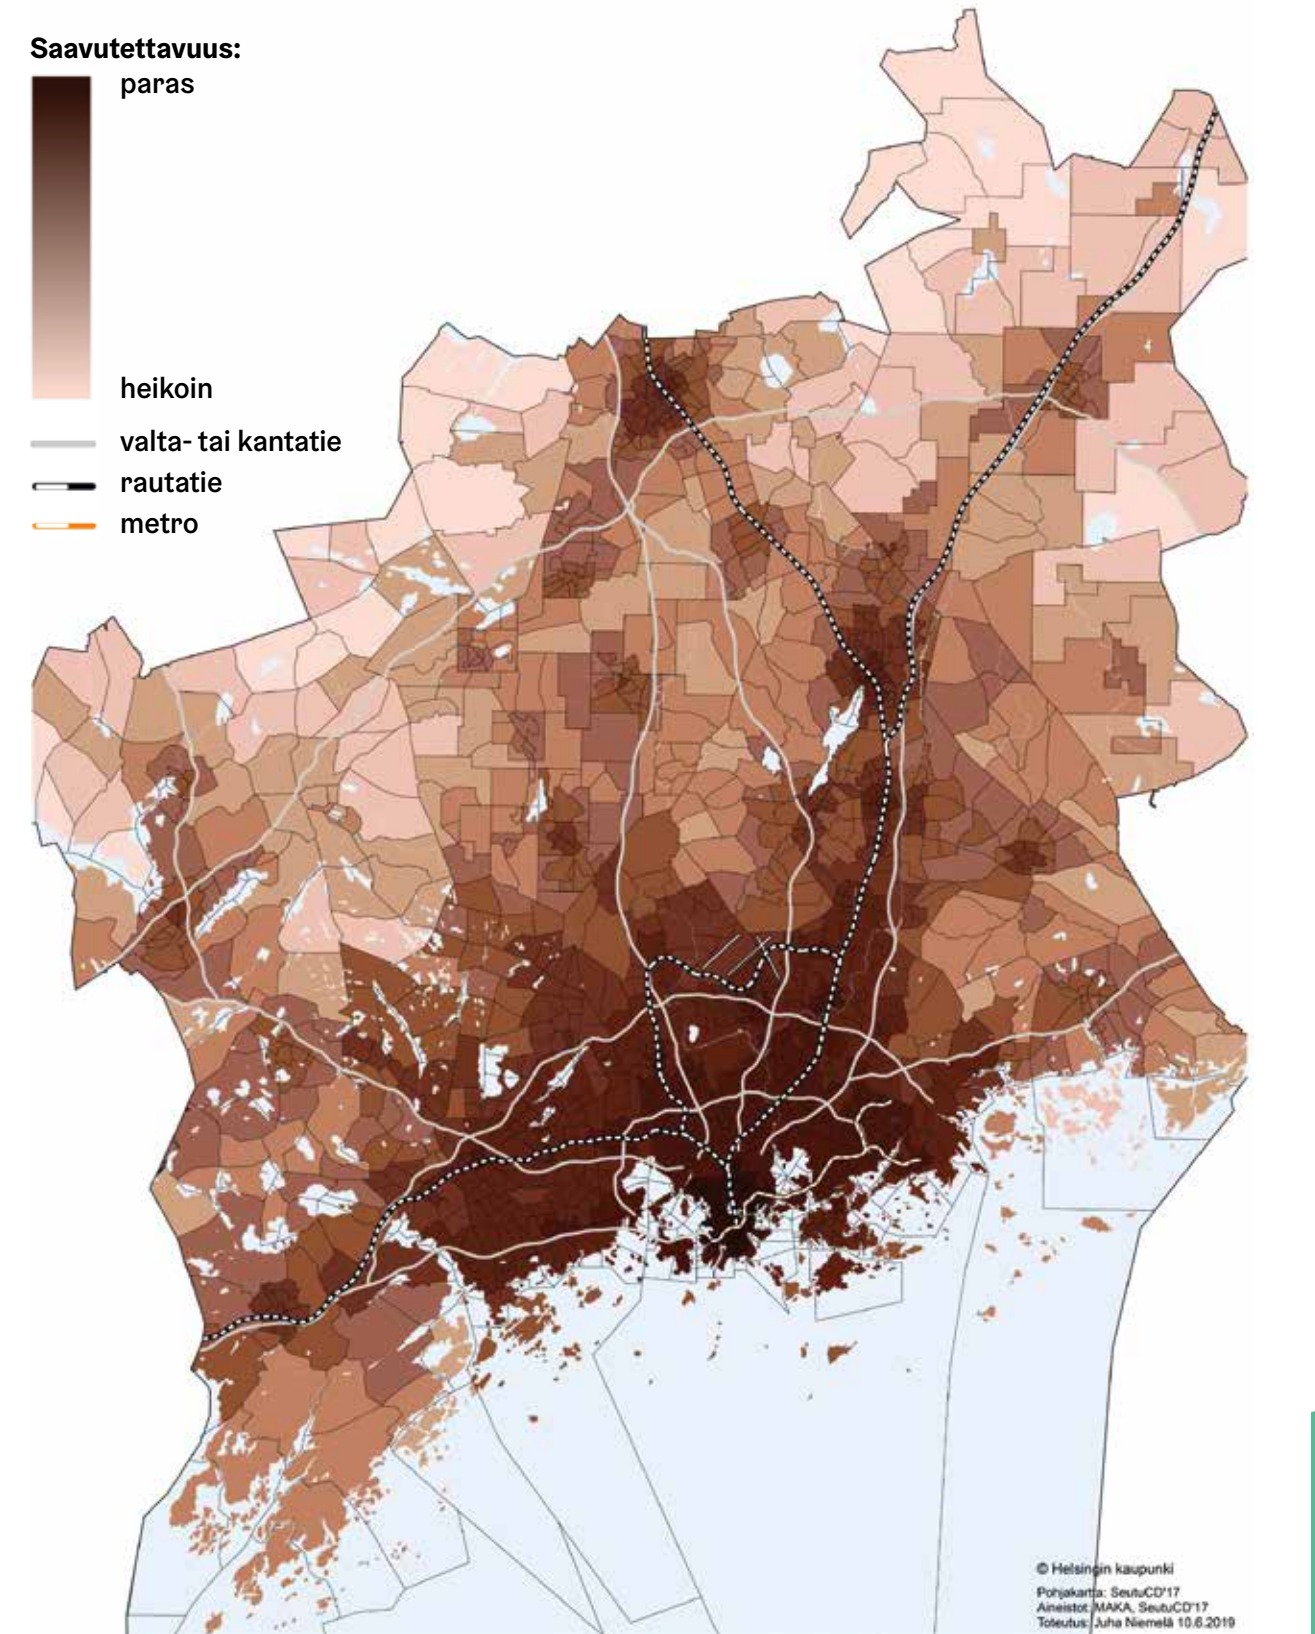 Saavutettavuus:
paras
heikoin
valta- tai kantatie
rautatie
metro
© Helsingin kaupunki
Pohjakartta: SeutuCD'17
Aineistot: MAKA, SeutuCD'17
Toteutus: Juha Niemelä 10.6.2019